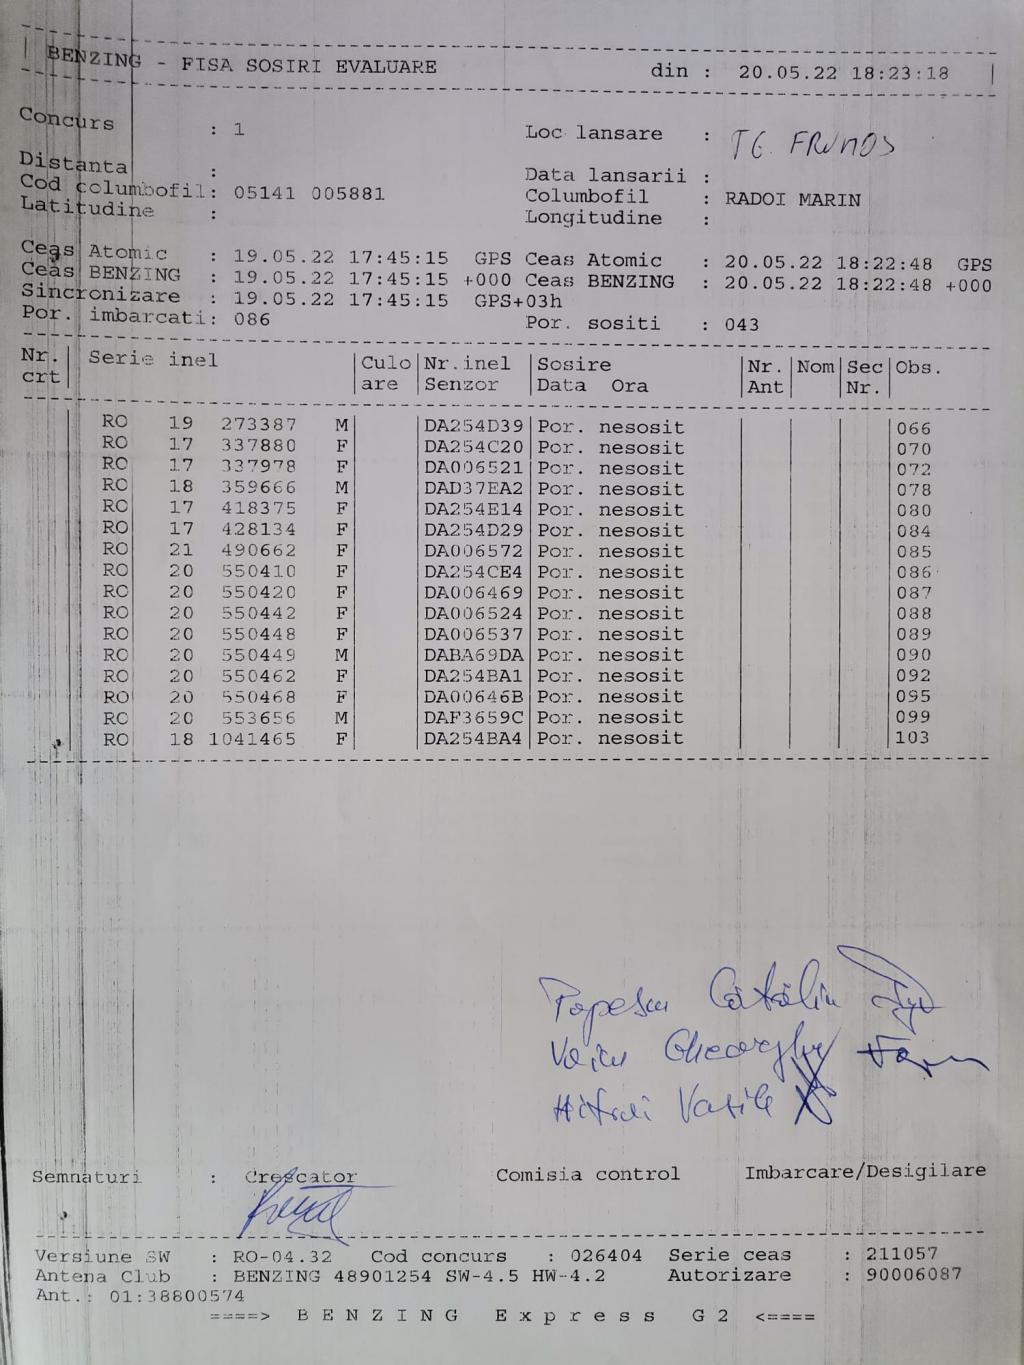 BENZING - FISA SOSIRI EVALUARE din : 20.05.22 18:23:18
Concurs : 1 Loc lansare : TG. FRUMOS
Distanta : Data lansarii :
Cod columbofil: 05141 005881 Columbofil : RADOI MARIN
Latitudine : Longitudine :
Ceas Atomic : 19.05.22 17:45:15 GPS Ceas Atomic : 20.05.22 18:22:48 GPS
Ceas BENZING : 19.05.22 17:45:15 +000 Ceas BENZING : 20.05.22 18:22:48 +000
Sincronizare : 19.05.22 17:45:15 GPS+03h
Por. imbarcati: 086 Por. sositi : 043
Nr. Serie inel Culo Nr.inel Sosire Nr. Nom Sec Obs.
crt are Senzor Data Ora Ant Nr.
RO 19 273387 M DA254D39 Por. nesosit 066
RO 17 337880 F DA254C20 Por. nesosit 070
RO 17 337978 F DA006521 Por. nesosit 072
RO 18 359666 M DAD37EA2 Por. nesosit 078
RO 17 418375 F DA254E14 Por. nesosit 080
RO 17 428134 F DA254D29 Por. nesosit 084
RO 21 490662 F DA006572 Por. nesosit 085
RO 20 550410 F DA254CE4 Por. nesosit 086
RO 20 550420 F DA006469 Por. nesosit 087
RO 20 550442 F DA006524 Por. nesosit 088
RO 20 550448 F DA006537 Por. nesosit 089
RO 20 550449 M DABA69DA Por. nesosit 090
RO 20 550462 F DA254BA1 Por. nesosit 092
RO 20 550468 F DA00646B Por. nesosit 095
RO 20 553656 M DAF3659C Por. nesosit 099
RO 18 1041465 F DA254BA4 Por. nesosit 103
Popescu Cătălin
Voicu Gheorghe
Vasile
Semnaturi : Crescator Comisia control Imbarcare/Desigilare
Versiune SW : RO-04.32 Cod concurs : 026404 Serie ceas : 211057
Antena Club : BENZING 48901254 SW-4.5 HW-4.2 Autorizare : 90006087
Ant.: 01:38800574
====> B E N Z I N G E x p r e s s G 2 <====